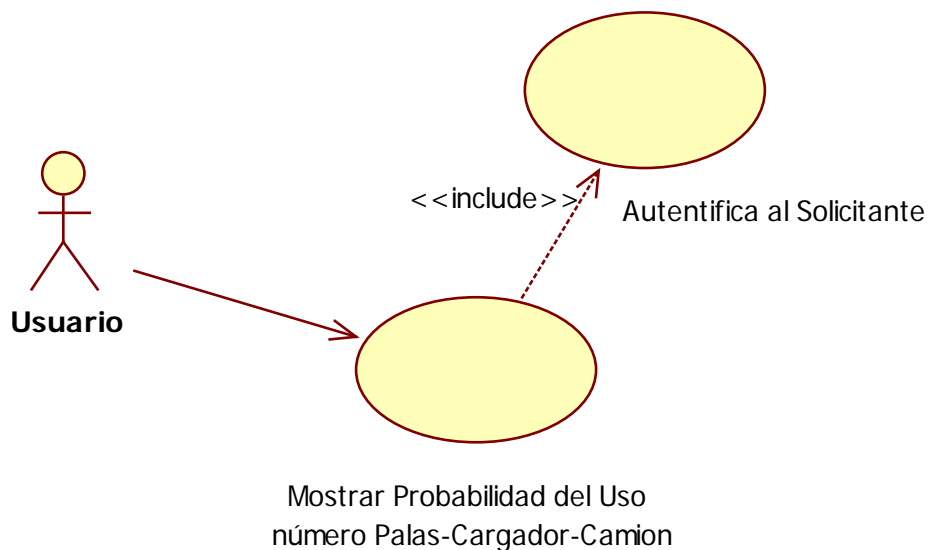 <<include>>
Autentifica al Solicitante
Usuario
Mostrar Probabilidad del Uso
número Palas-Cargador-Camion